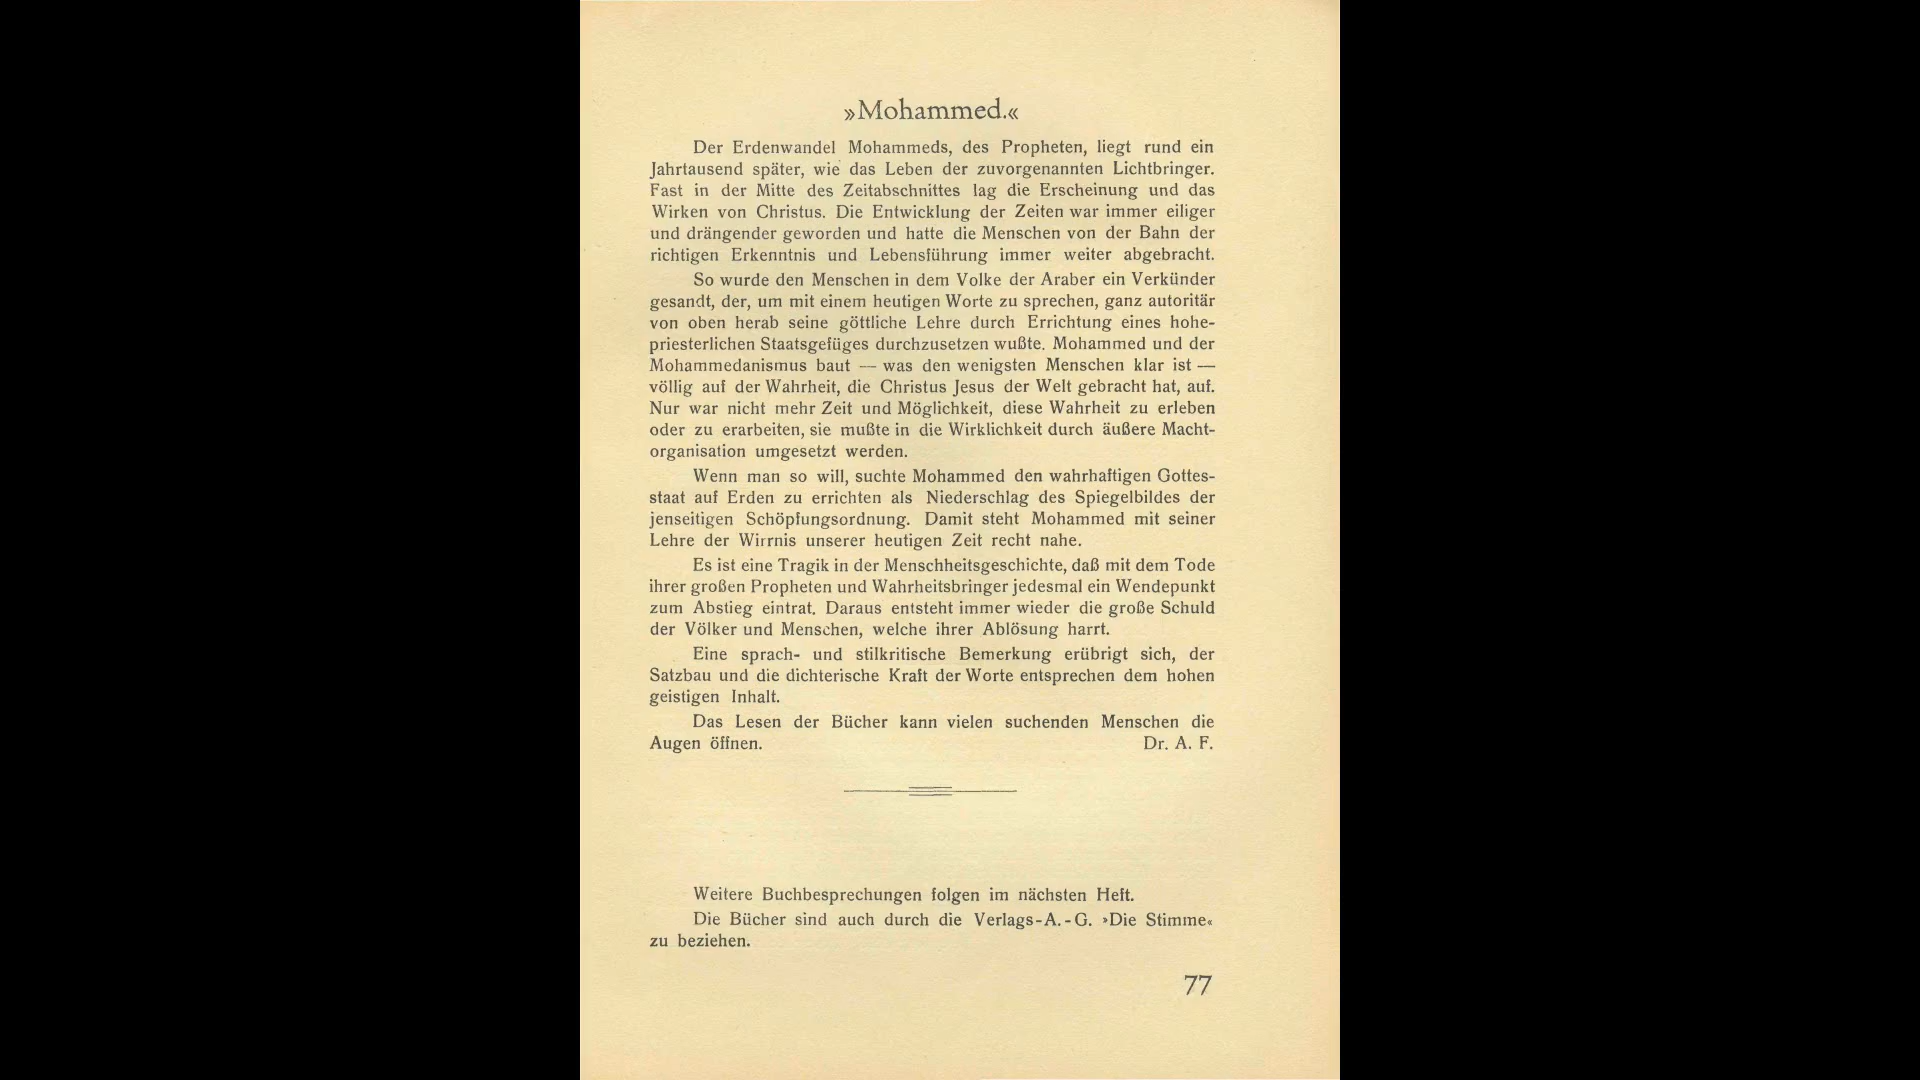 »Mohammed.«
Der Erdenwandel Mohammeds, des Propheten, liegt rund ein
Jahrtausend später, wie das Leben der zuvorgenannten Lichtbringer.
Fast in der Mitte des Zeitabschnittes lag die Erscheinung und das
Wirken von Christus. Die Entwicklung der Zeiten war immer eiliger
und drängender geworden und hatte die Menschen von der Bahn der
richtigen Erkenntnis und Lebensführung immer weiter abgebracht.
So wurde den Menschen in dem Volke der Araber ein Verkünder
gesandt, der, um mit einem heutigen Worte zu sprechen, ganz autoritär
von oben herab seine göttliche Lehre durch Errichtung eines hohe-
priesterlichen Staatsgefüges durchzusetzen wußte. Mohammed und der
Mohammedanismus baut — was den wenigsten Menschen klar ist —
völlig auf der Wahrheit, die Christus Jesus der Welt gebracht hat, auf.
Nur war nicht mehr Zeit und Möglichkeit, diese Wahrheit zu erleben
oder zu erarbeiten, sie mußte in die Wirklichkeit durch äußere Macht-
organisation umgesetzt werden.
Wenn man so will, suchte Mohammed den wahrhaftigen Gottes-
staat auf Erden zu errichten als Niederschlag des Spiegelbildes der
jenseitigen Schöpfungsordnung. Damit steht Mohammed mit seiner
Lehre der Wirrnis unserer heutigen Zeit recht nahe.
Es ist eine Tragik in der Menschheitsgeschichte, daß mit dem Tode
ihrer großen Propheten und Wahrheitsbringer jedesmal ein Wendepunkt
zum Abstieg eintrat. Daraus entsteht immer wieder die große Schuld
der Völker und Menschen, welche ihrer Ablösung harrt.
Eine sprach- und stilkritische Bemerkung erübrigt sich, der
Satzbau und die dichterische Kraft der Worte entsprechen dem hohen
geistigen Inhalt.
Das Lesen der Bücher kann vielen suchenden Menschen die
Augen öffnen. Dr. A. F.
Weitere Buchbesprechungen folgen im nächsten Heft.
Die Bücher sind auch durch die Verlags-A.-G. »Die Stimme«
zu beziehen.
77